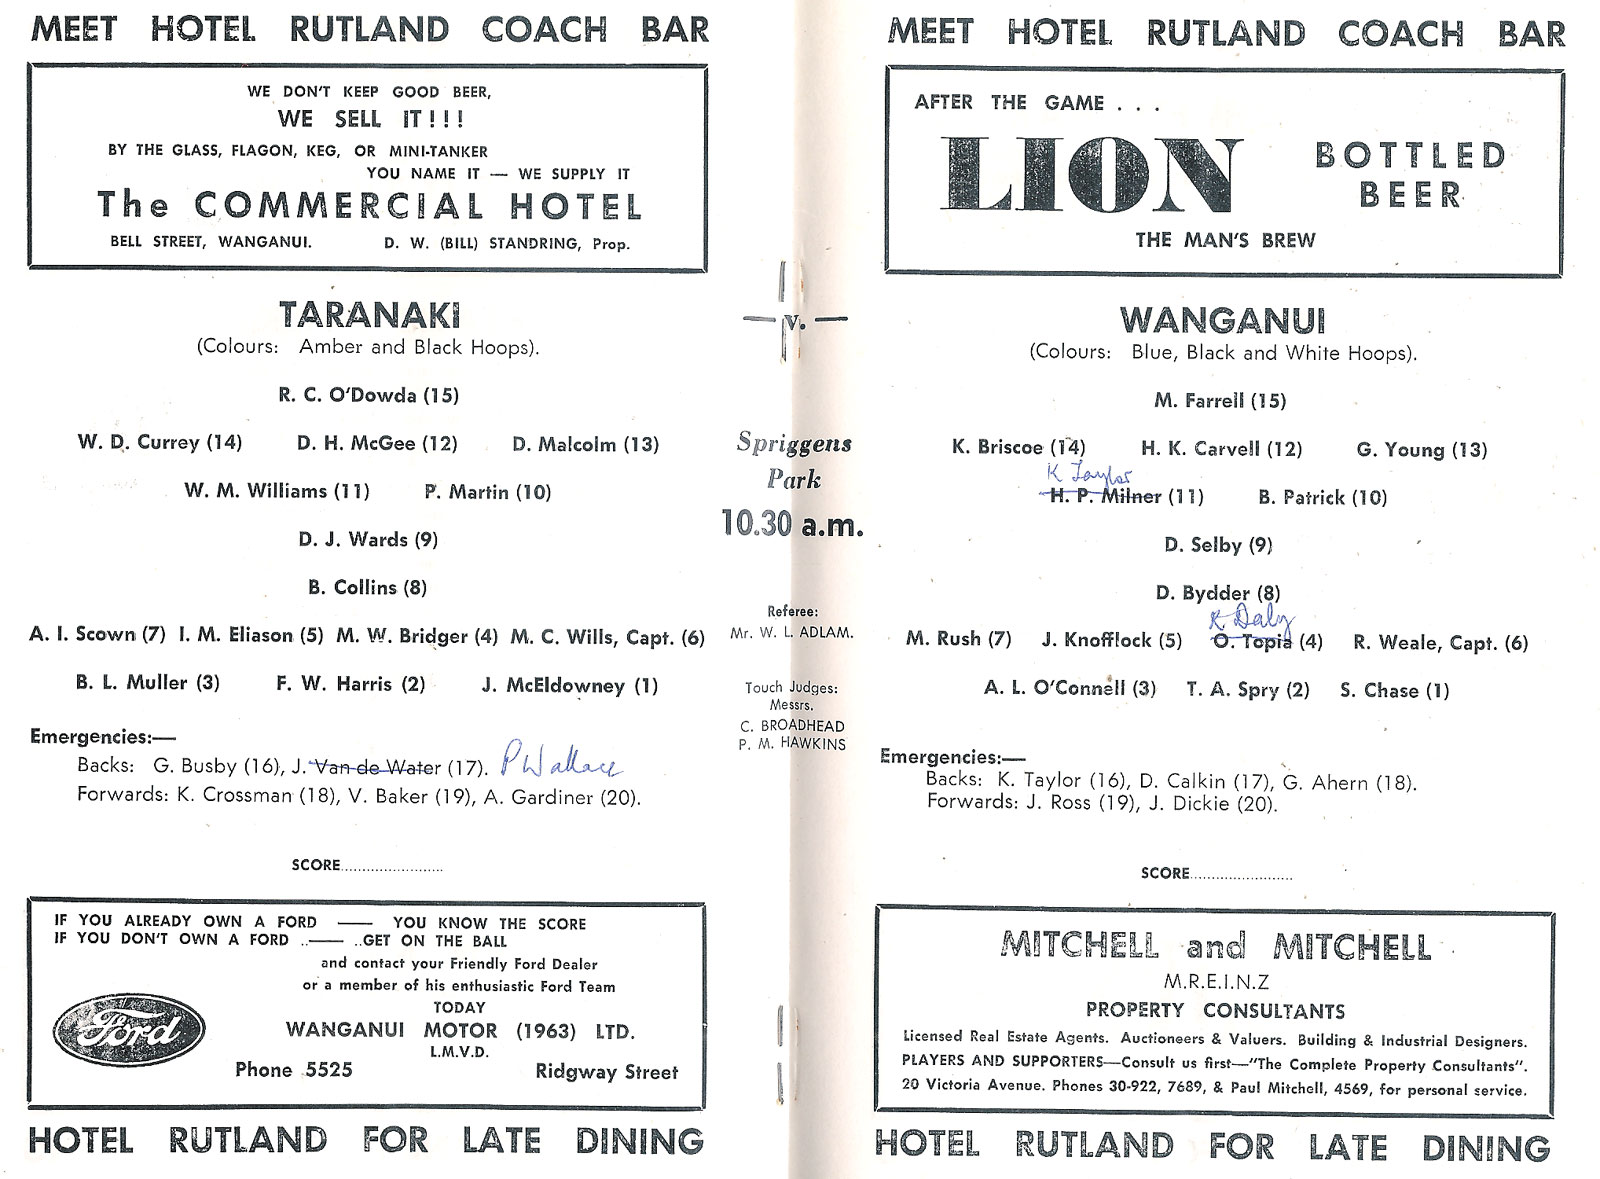 MEET HOTEL RUTLAND COACH BAR
WE DON'T KEEP GOOD BEER,
WE SELL IT!!!
BY THE GLASS, FLAGON, KEG, OR MINI-TANKER
YOU NAME IT — WE SUPPLY IT
The COMMERCIAL HOTEL
BELL STREET, WANGANUI. D. W. (BILL) STANDRING, Prop.
TARANAKI
(Colours: Amber and Black Hoops).
R. C. O'Dowda (15)
W. D. Currey (14) D. H. McGee (12) D. Malcolm (13)
W. M. Williams (11) P. Martin (10)
D. J. Wards (9)
B. Collins (8)
A. I. Scown (7) I. M. Eliason (5) M. W. Bridger (4) M. C. Wills, Capt. (6)
B. L. Muller (3) F. W. Harris (2) J. McEldowney (1)
Emergencies:—
Backs: G. Busby (16), J. Van de Water (17). P Wallace
Forwards: K. Crossman (18), V. Baker (19), A. Gardiner (20).
SCORE........................
IF YOU ALREADY OWN A FORD —— YOU KNOW THE SCORE
IF YOU DON'T OWN A FORD ..—— ..GET ON THE BALL
and contact your Friendly Ford Dealer
or a member of his enthusiastic Ford Team
TODAY
Ford
WANGANUI MOTOR (1963) LTD.
L.M.V.D.
Phone 5525 Ridgway Street
HOTEL RUTLAND FOR LATE DINING
— v. —
Spriggens
Park
10.30 a.m.
Referee:
Mr. W. L. ADLAM.
Touch Judges:
Messrs.
C. BROADHEAD
P. M. HAWKINS
MEET HOTEL RUTLAND COACH BAR
AFTER THE GAME . . .
LION BOTTLED
BEER
THE MAN'S BREW
WANGANUI
(Colours: Blue, Black and White Hoops).
M. Farrell (15)
K. Briscoe (14) H. K. Carvell (12) G. Young (13)
K Taylor
H. P. Milner (11) B. Patrick (10)
D. Selby (9)
D. Bydder (8)
R Daly
M. Rush (7) J. Knofflock (5) O. Topia (4) R. Weale, Capt. (6)
A. L. O'Connell (3) T. A. Spry (2) S. Chase (1)
Emergencies:—
Backs: K. Taylor (16), D. Calkin (17), G. Ahern (18).
Forwards: J. Ross (19), J. Dickie (20).
SCORE........................
MITCHELL and MITCHELL
M.R.E.I.N.Z
PROPERTY CONSULTANTS
Licensed Real Estate Agents. Auctioneers & Valuers. Building & Industrial Designers.
PLAYERS AND SUPPORTERS—Consult us first—"The Complete Property Consultants".
20 Victoria Avenue. Phones 30-922, 7689, & Paul Mitchell, 4569, for personal service.
HOTEL RUTLAND FOR LATE DINING